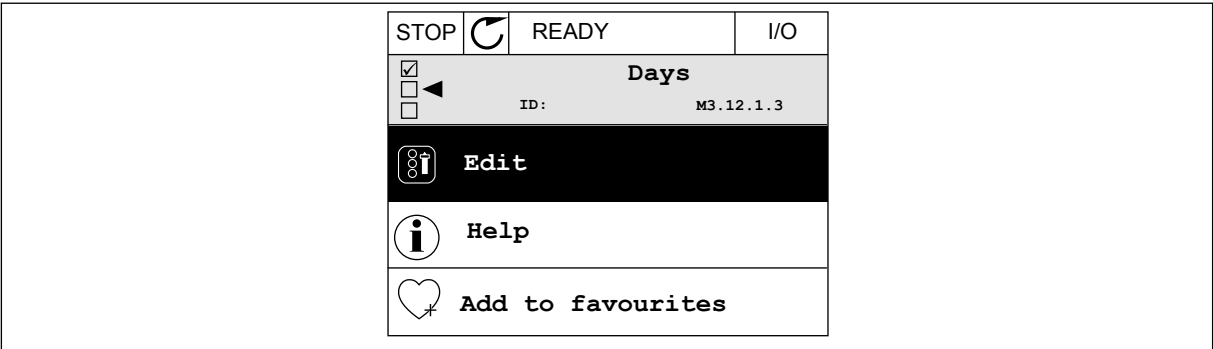 STOP READY I/O
Days
ID: M3.12.1.3
Edit
Help
Add to favourites